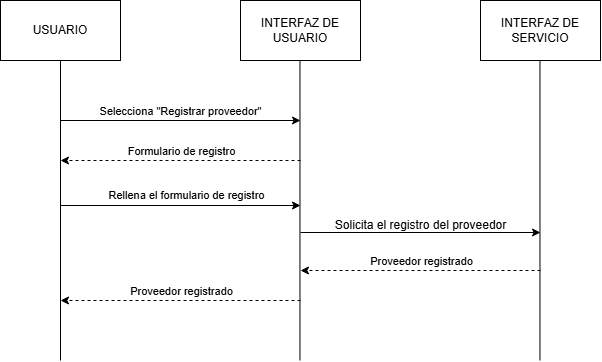 USUARIO
INTERFAZ DE
USUARIO
INTERFAZ DE
SERVICIO
Selecciona "Registrar proveedor"
Formulario de registro
Rellena el formulario de registro
Solicita el registro del proveedor
Proveedor registrado
Proveedor registrado